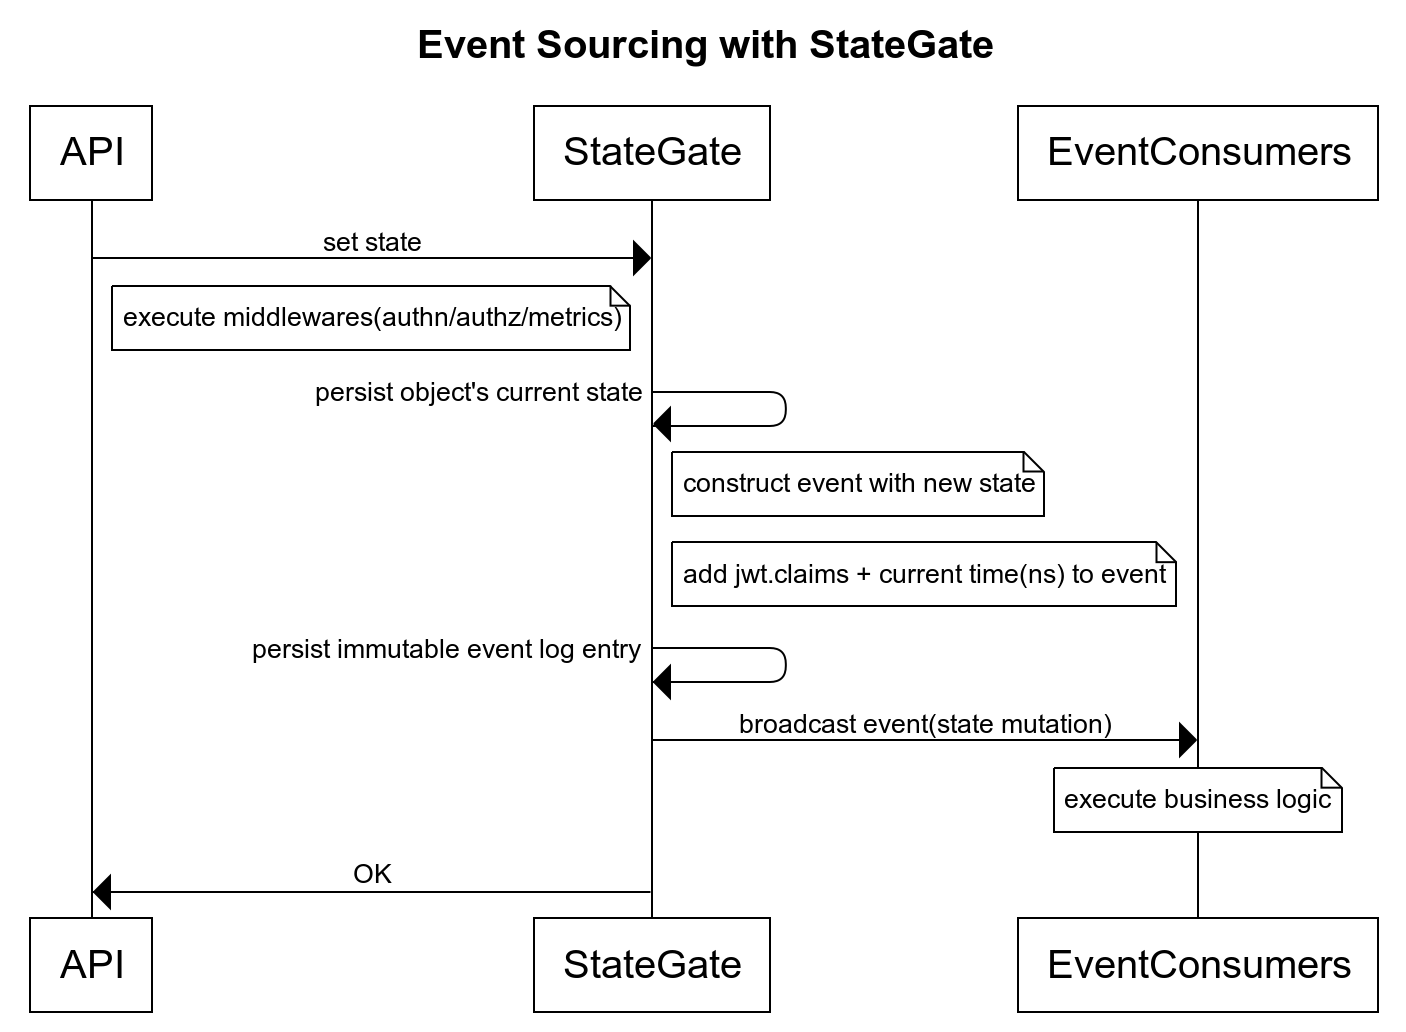 Event Sourcing with StateGate
API
StateGate
EventConsumers
set state
execute middlewares(authn/authz/metrics)
persist object's current state
construct event with new state
add jwt.claims + current time(ns) to event
persist immutable event log entry
broadcast event(state mutation)
execute business logic
OK
API
StateGate
EventConsumers